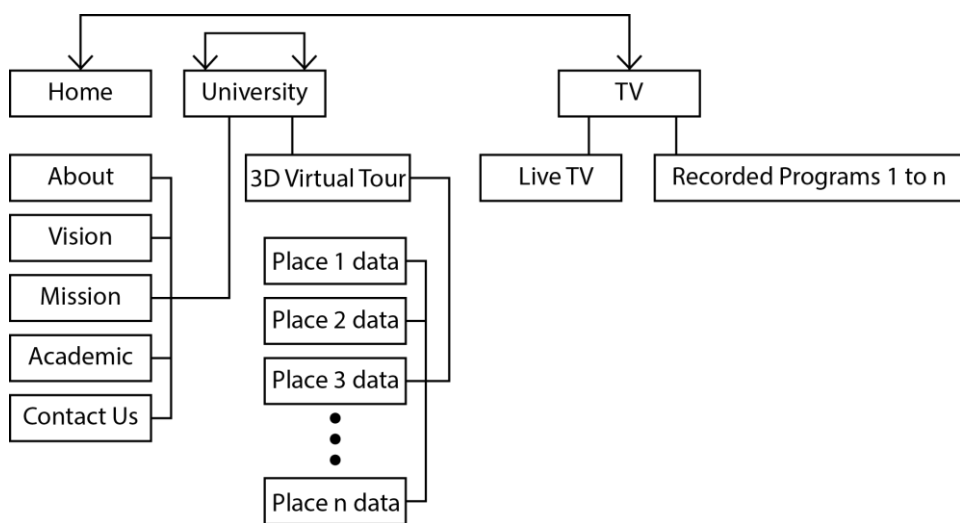 Home
University
TV
About
Vision
Mission
Academic
Contact Us
3D Virtual Tour
Place 1 data
Place 2 data
Place 3 data
Place n data
Live TV
Recorded Programs 1 to n